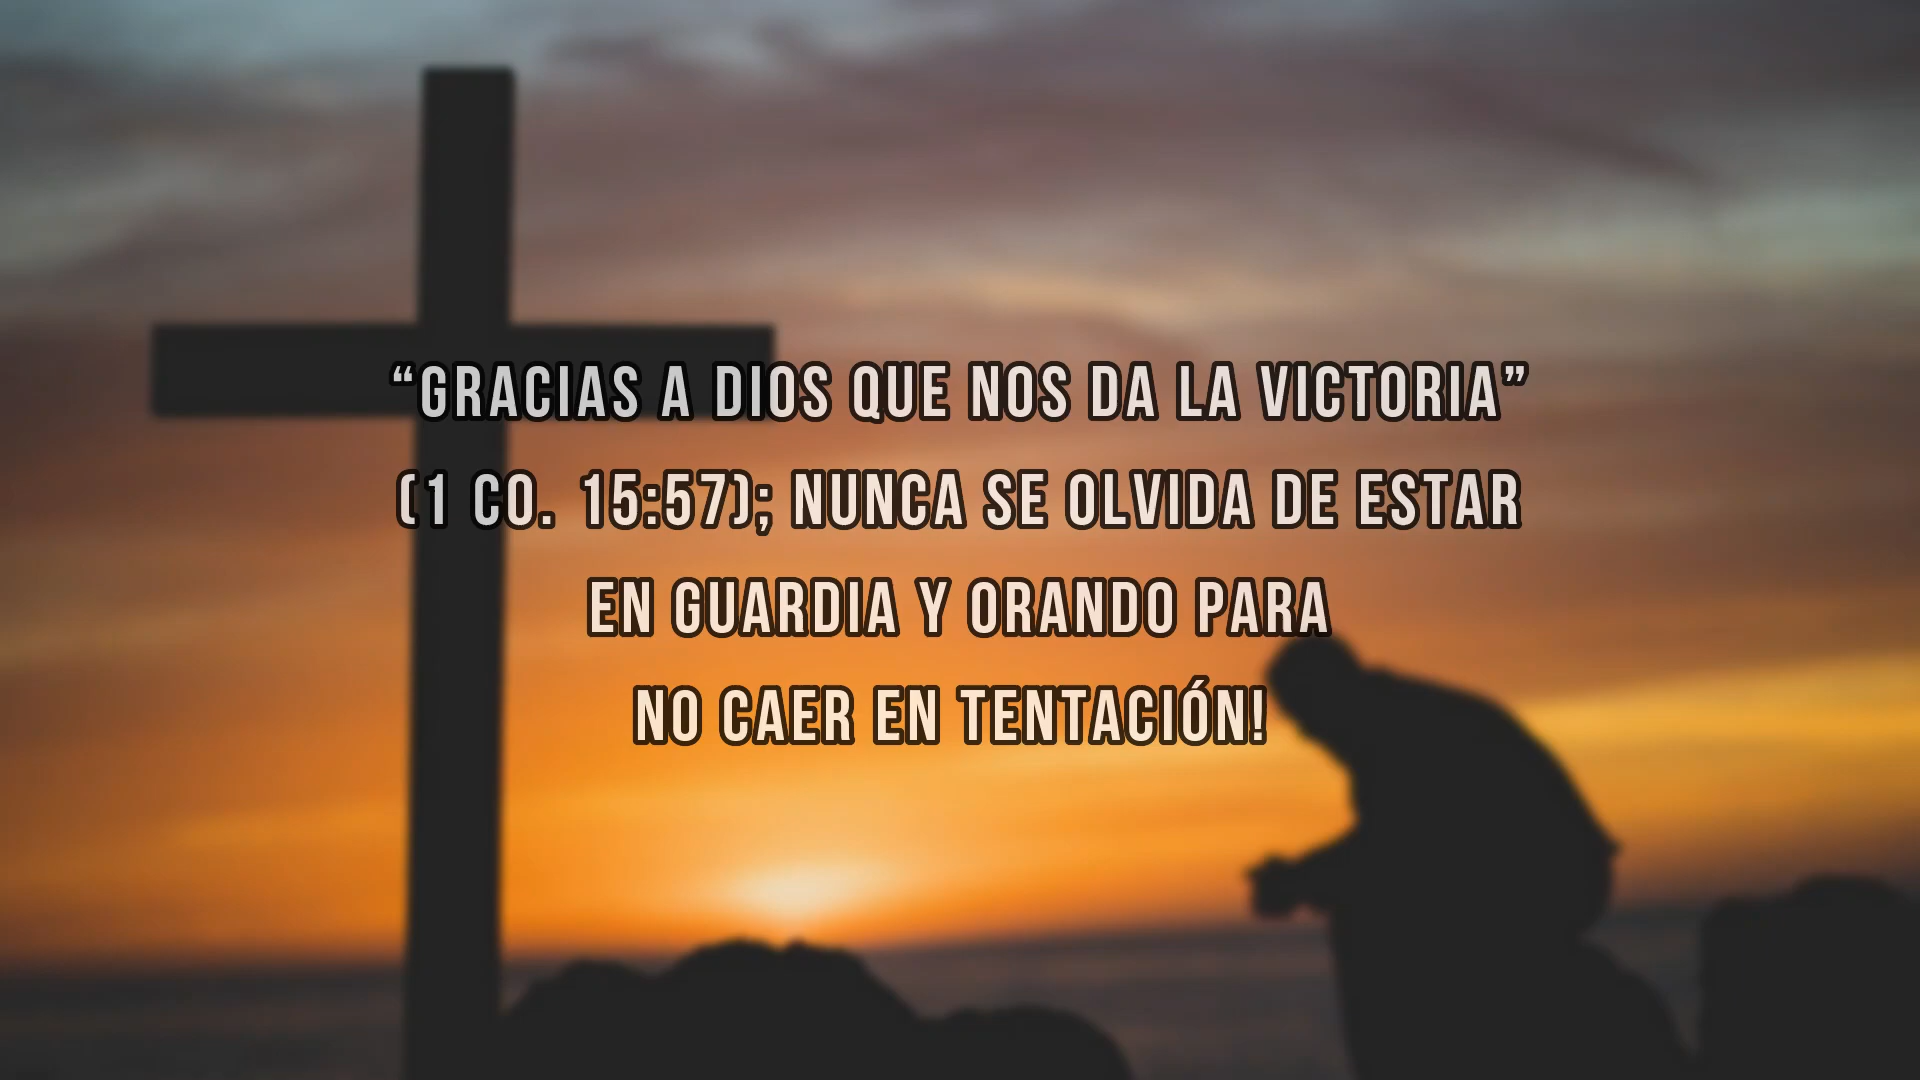 “GRACIAS A DIOS QUE NOS DA LA VICTORIA”
(1 CO. 15:57); NUNCA SE OLVIDA DE ESTAR
EN GUARDIA Y ORANDO PARA
NO CAER EN TENTACIÓN!